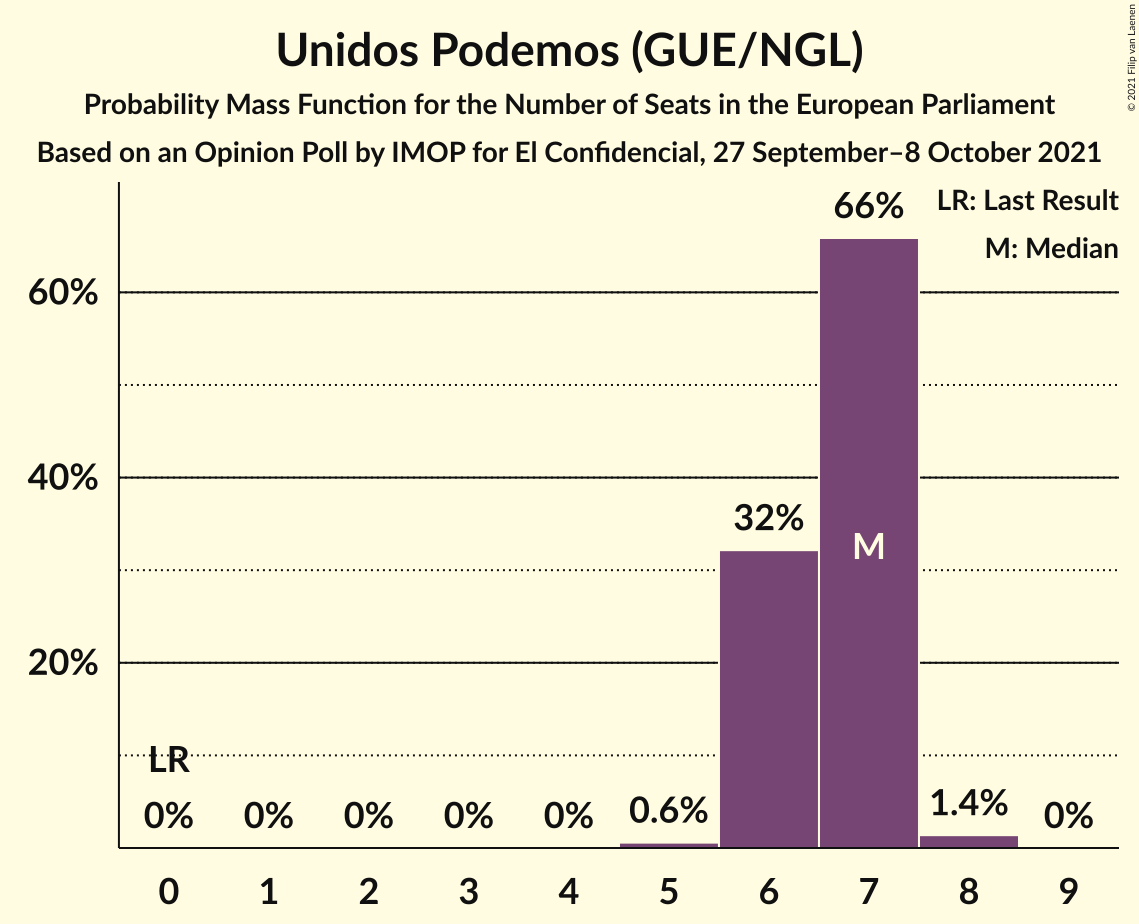 Unidos Podemos (GUE/NGL)
Probability Mass Function for the Number of Seats in the European Parliament
Based on an Opinion Poll by IMOP for El Confidencial, 27 September–8 October 2021
© 2021 Filip van Laenen
LR: Last Result
M: Median
60%
40%
20%
LR
0%
0%
0%
0%
0%
0.6%
32%
66%
M
1.4%
0%
0 1 2 3 4 5 6 7 8 9